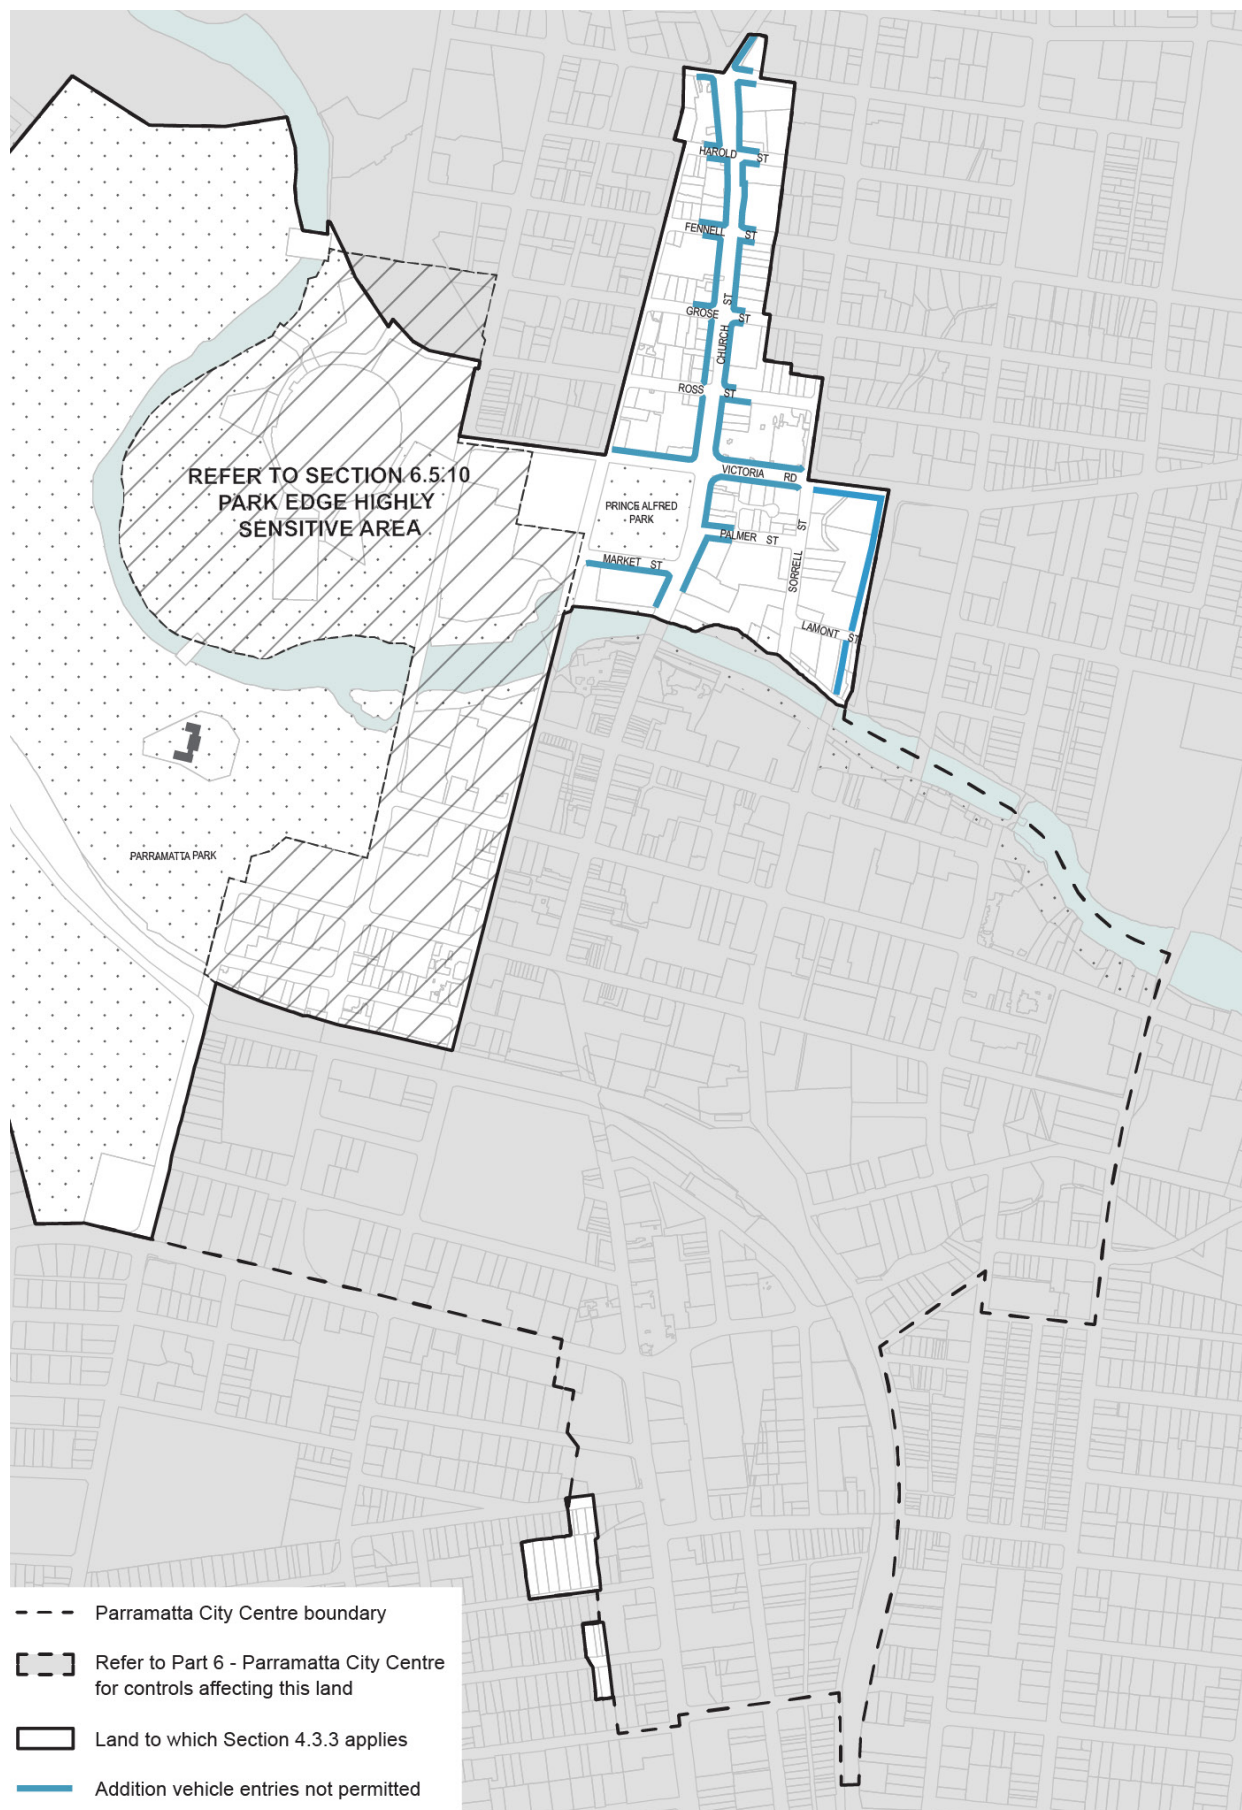 HAROLD ST
FENNELL ST
GROSE ST
CHURCH ST
ROSS ST
VICTORIA RD
REFER TO SECTION 6.5.10
PARK EDGE HIGHLY
SENSITIVE AREA
PRINCE ALFRED
PARK
PALMER ST
SORRELL ST
MARKET ST
LAMONT ST
PARRAMATTA PARK
Parramatta City Centre boundary
Refer to Part 6 - Parramatta City Centre
for controls affecting this land
Land to which Section 4.3.3 applies
Addition vehicle entries not permitted